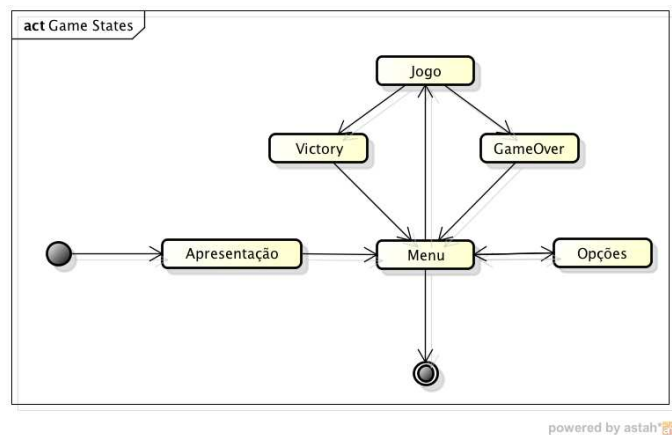 act Game States
Jogo
Victory
GameOver
Apresentação
Menu
Opções
powered by astah*